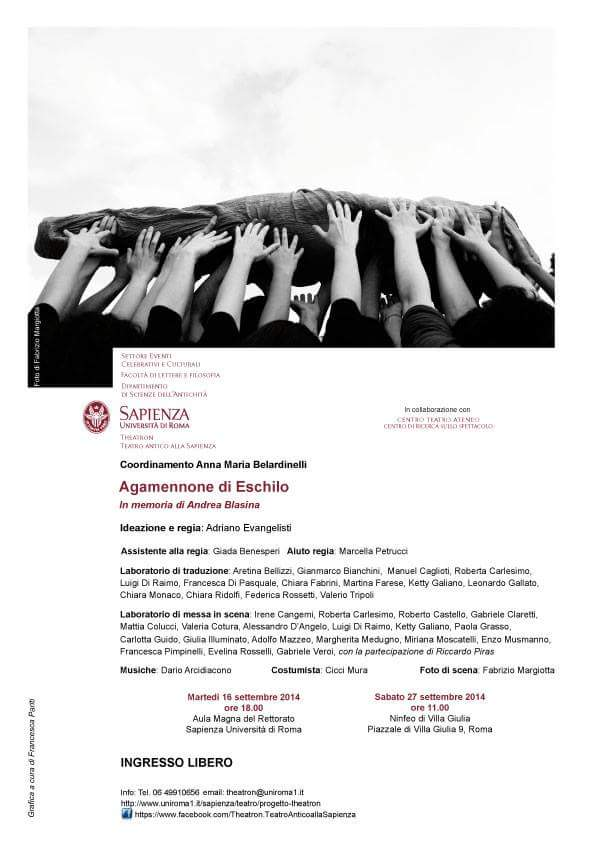 Foto di Fabrizio Margiotta
Settore Eventi
Celebrativi e Culturali
Facoltà di lettere e filosofia
Dipartimento
di Scienze dell'Antichità
Sapienza
Università di Roma
Theatron
Teatro antico alla Sapienza
In collaborazione con
Centro Teatro Ateneo
Centro di ricerca sullo spettacolo
Coordinamento Anna Maria Belardinelli
Agamennone di Eschilo
In memoria di Andrea Blasina
Ideazione e regia: Adriano Evangelisti
Assistente alla regia: Giada Benesperi Aiuto regia: Marcella Petrucci
Laboratorio di traduzione: Aretina Bellizzi, Gianmarco Bianchini, Manuel Caglioti, Roberta Carlesimo,
Luigi Di Raimo, Francesca Di Pasquale, Chiara Fabrini, Martina Farese, Ketty Galiano, Leonardo Gallato,
Chiara Monaco, Chiara Ridolfi, Federica Rossetti, Valerio Tripoli
Laboratorio di messa in scena: Irene Cangemi, Roberta Carlesimo, Roberto Castello, Gabriele Claretti,
Mattia Colucci, Valeria Cotura, Alessandro D'Angelo, Luigi Di Raimo, Ketty Galiano, Paola Grasso,
Carlotta Guido, Giulia Illuminato, Adolfo Mazzeo, Margherita Medugno, Miriana Moscatelli, Enzo Musmanno,
Francesca Pimpinelli, Evelina Rosselli, Gabriele Veroi, con la partecipazione di Riccardo Piras
Musiche: Dario Arcidiacono Costumista: Cicci Mura Foto di scena: Fabrizio Margiotta
Martedì 16 settembre 2014
ore 18.00
Aula Magna del Rettorato
Sapienza Università di Roma
Sabato 27 settembre 2014
ore 11.00
Ninfeo di Villa Giulia
Piazzale di Villa Giulia 9, Roma
INGRESSO LIBERO
Info: Tel. 06 49910656 email: theatron@uniroma1.it
http://www.uniroma1.it/sapienza/teatro/progetto-theatron
https://www.facebook.com/Theatron.TeatroAnticoallaSapienza
Grafica a cura di Francesca Panti